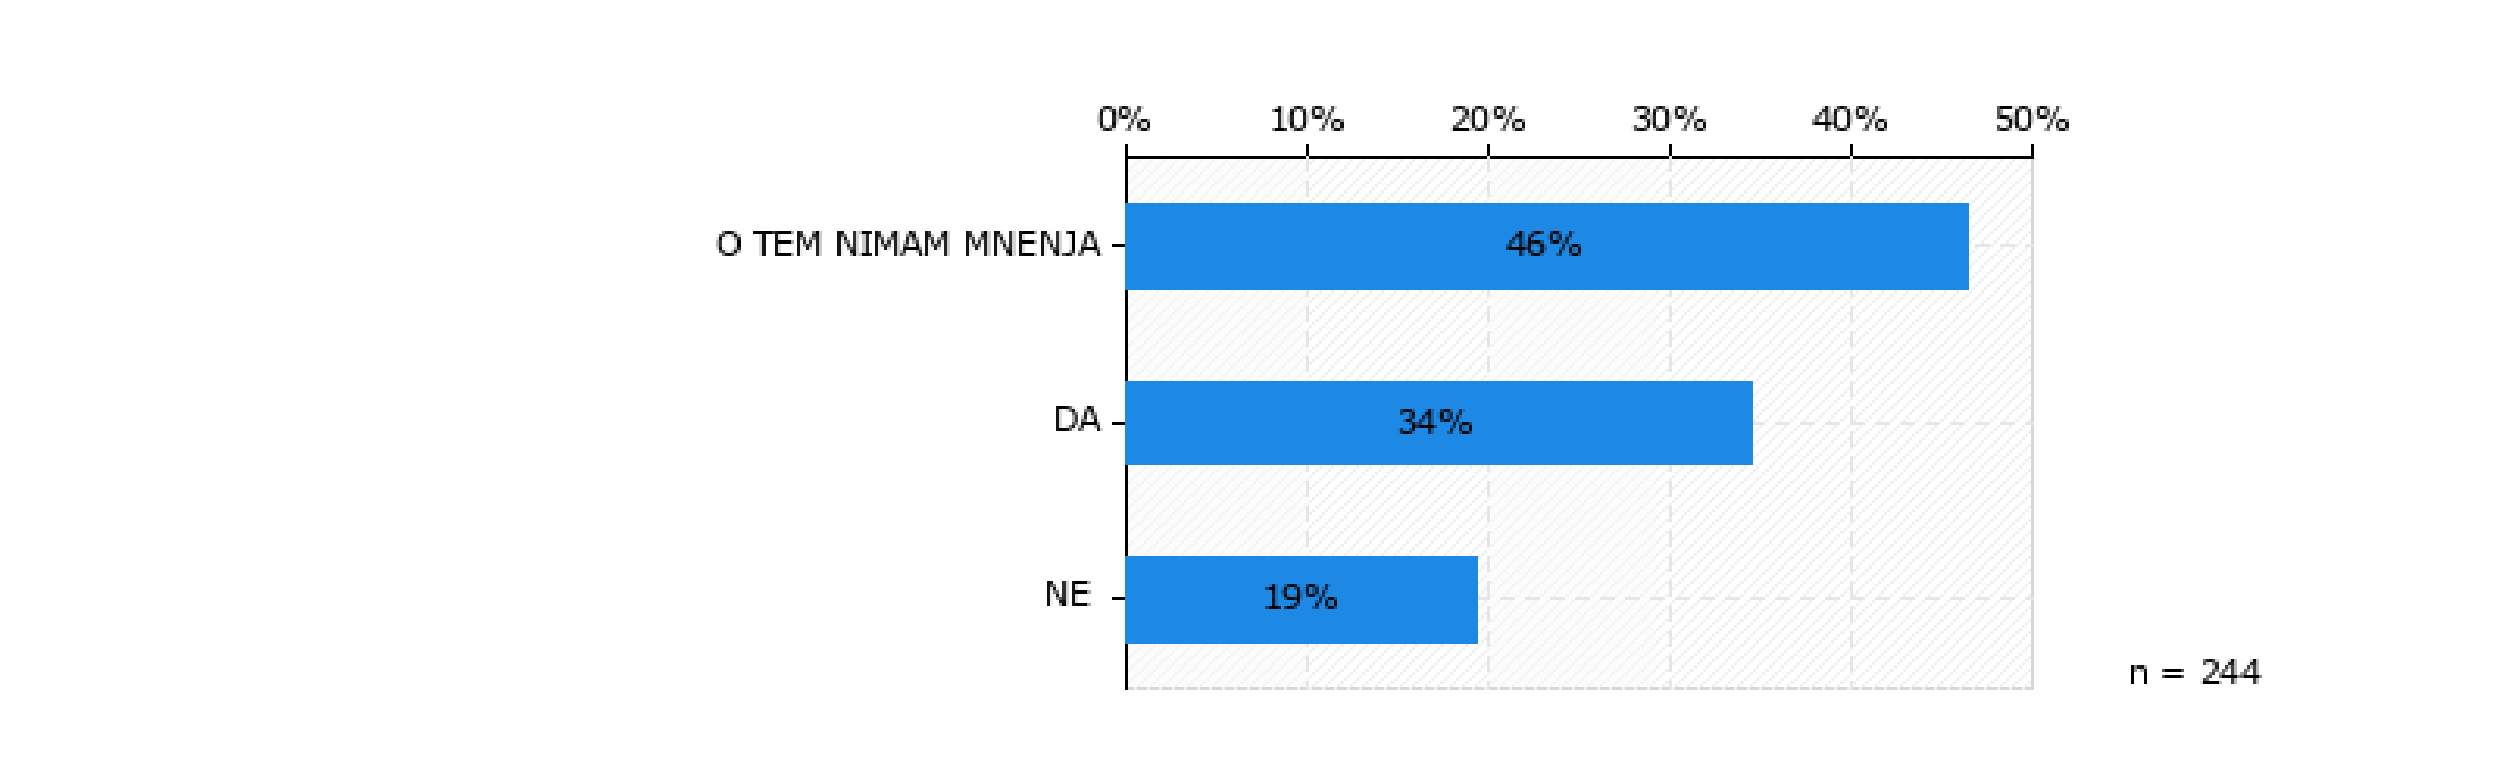 0% 10% 20% 30% 40% 50%
O TEM NIMAM MNENJA 46%
DA 34%
NE 19%
n = 244